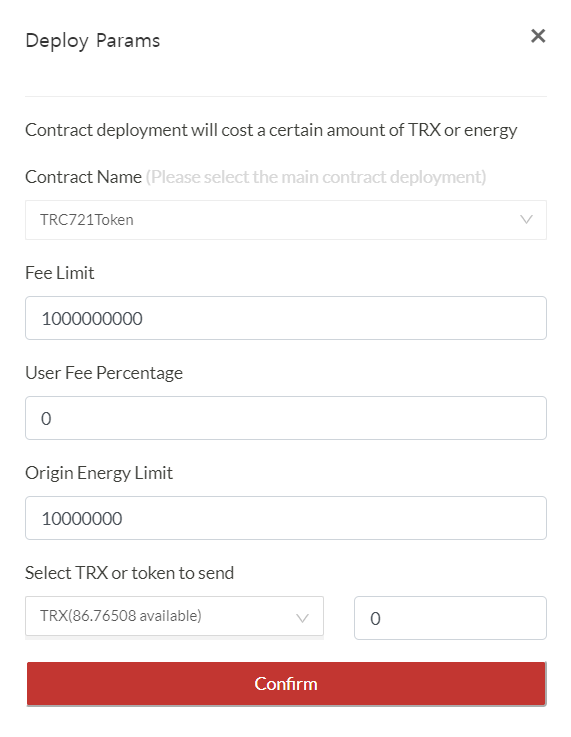 Deploy Params
Contract deployment will cost a certain amount of TRX or energy
Contract Name (Please select the main contract deployment)
TRC721Token
Fee Limit
1000000000
User Fee Percentage
0
Origin Energy Limit
10000000
Select TRX or token to send
TRX(86.76508 available)
0
Confirm